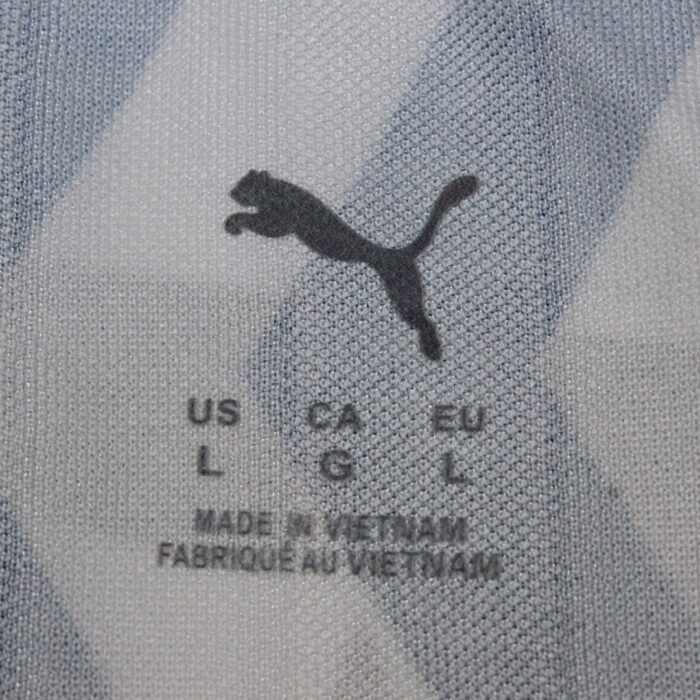 US CA EU
L G L
MADE IN VIETNAM
FABRIQUÉ AU VIETNAM